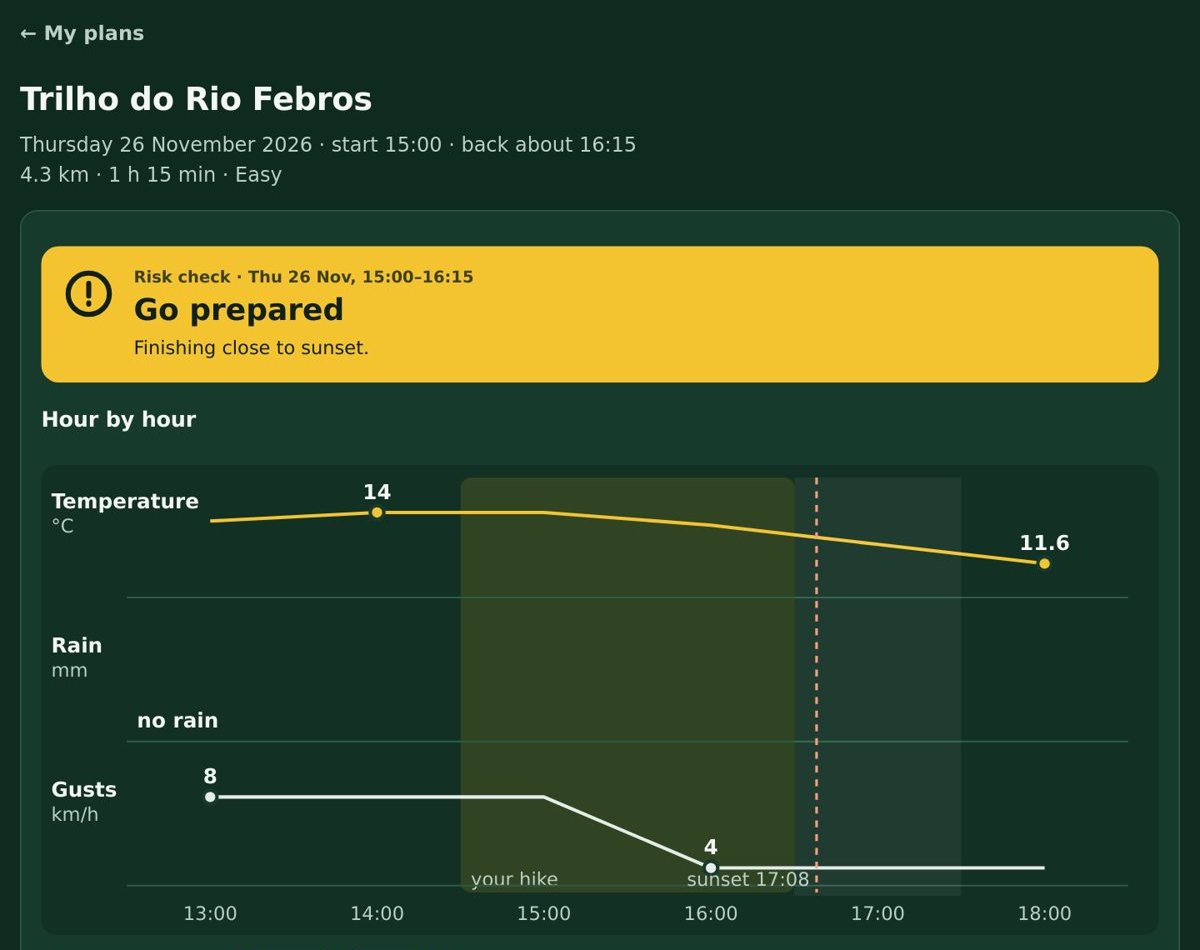 ← My plans
Trilho do Rio Febros
Thursday 26 November 2026 · start 15:00 · back about 16:15
4.3 km · 1 h 15 min · Easy
Risk check · Thu 26 Nov, 15:00–16:15
Go prepared
Finishing close to sunset.
Hour by hour
Temperature
°C
14
11.6
Rain
mm
no rain
Gusts
km/h
8
4
your hike
sunset 17:08
13:00 14:00 15:00 16:00 17:00 18:00